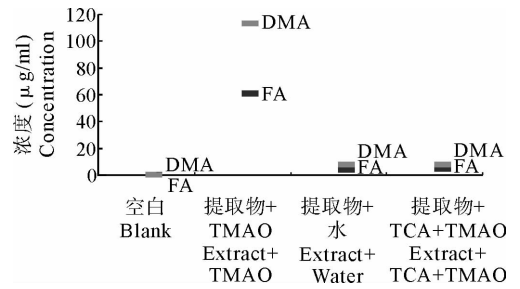 浓度(μg/ml)
Concentration
120
100
80
60
40
20
0
DMA
FA
DMA
FA
DMA
FA
DMA
FA
空白
Blank
提取物+
TMAO
Extract+
TMAO
提取物+
水
Extract+
Water
提取物+
TCA+TMAO
Extract+
TCA+TMAO